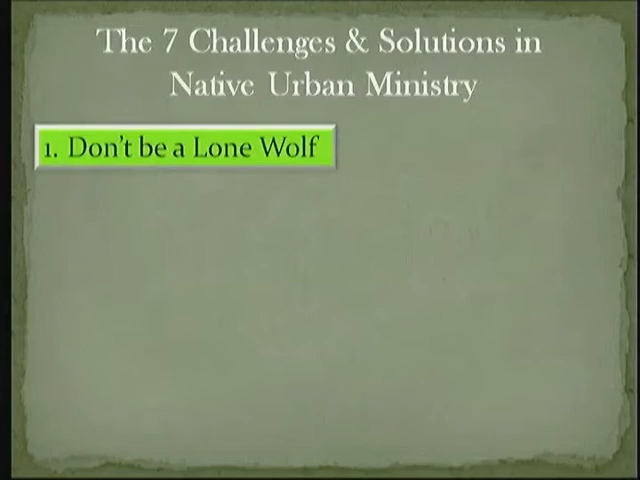 The 7 Challenges & Solutions in
Native Urban Ministry
1. Don't be a Lone Wolf